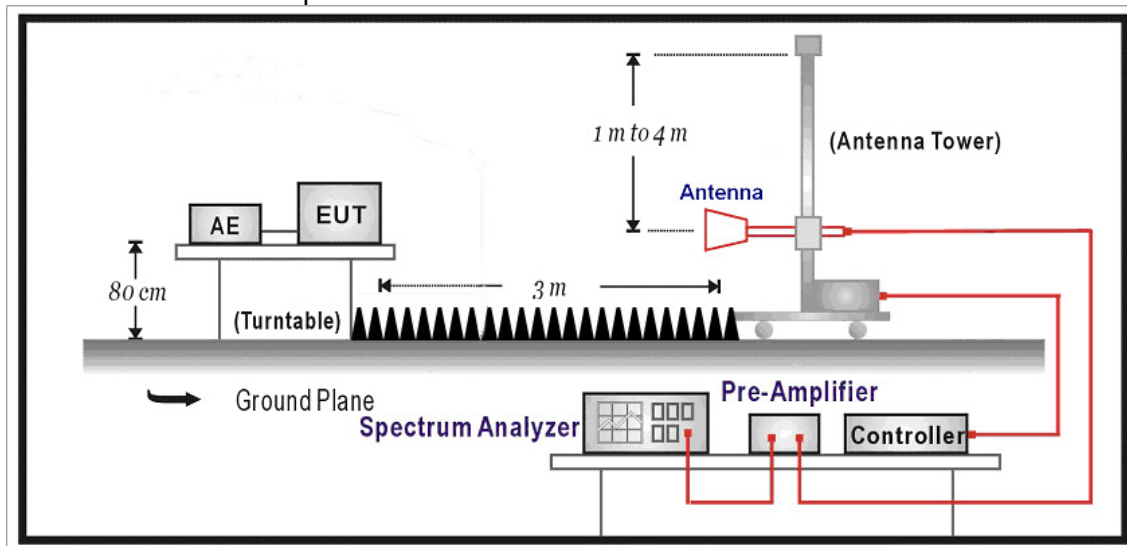 1 m to 4 m
(Antenna Tower)
Antenna
AE
EUT
80 cm
3 m
(Turntable)
Ground Plane
Pre-Amplifier
Spectrum Analyzer
Controller